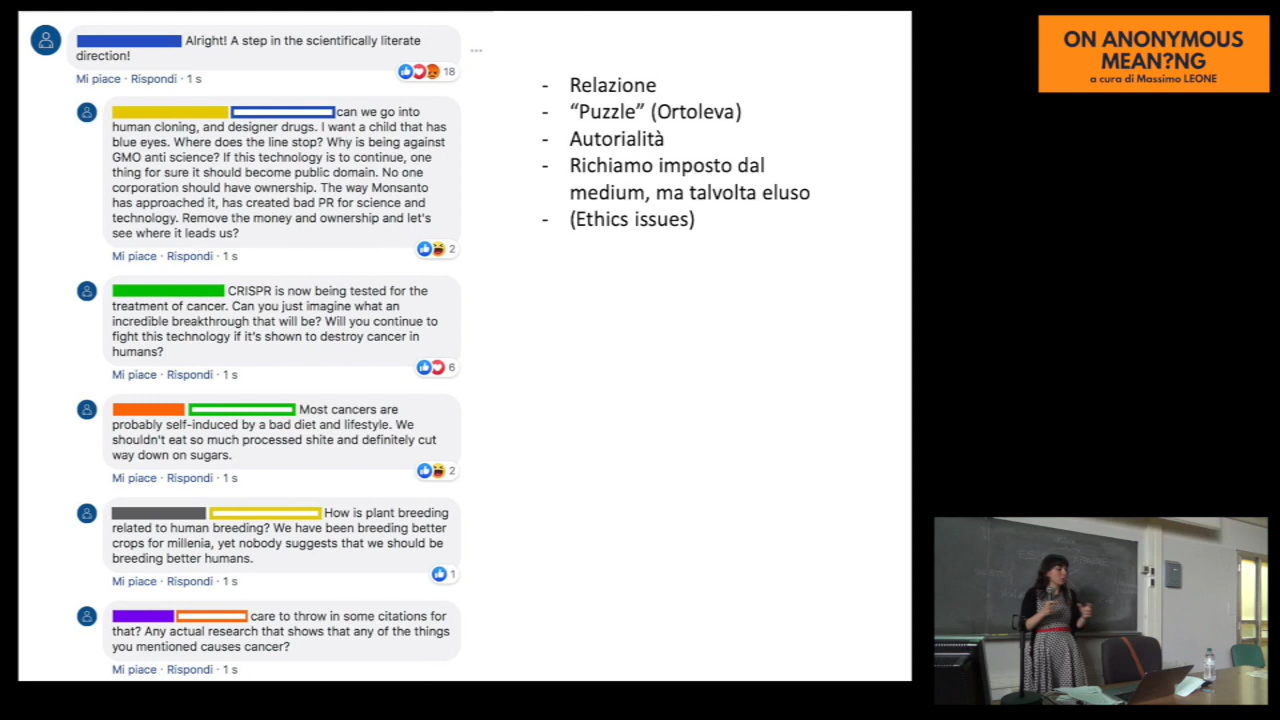 Alright! A step in the scientifically literate
direction!
Mi piace · Rispondi · 1 s
18
can we go into
human cloning, and designer drugs. I want a child that has
blue eyes. Where does the line stop? Why is being against
GMO anti science? If this technology is to continue, one
thing for sure it should become public domain. No one
corporation should have ownership. The way Monsanto
has approached it, has created bad PR for science and
technology. Remove the money and ownership and let's
see where it leads us?
2
Mi piace · Rispondi · 1 s
CRISPR is now being tested for the
treatment of cancer. Can you just imagine what an
incredible breakthrough that will be? Will you continue to
fight this technology if it's shown to destroy cancer in
humans?
6
Mi piace · Rispondi · 1 s
Most cancers are
probably self-induced by a bad diet and lifestyle. We
shouldn't eat so much processed shite and definitely cut
way down on sugars.
2
Mi piace · Rispondi · 1 s
How is plant breeding
related to human breeding? We have been breeding better
crops for millenia, yet nobody suggests that we should be
breeding better humans.
1
Mi piace · Rispondi · 1 s
care to throw in some citations for
that? Any actual research that shows that any of the things
you mentioned causes cancer?
Mi piace · Rispondi · 1 s
- Relazione
- “Puzzle” (Ortoleva)
- Autorialità
- Richiamo imposto dal
medium, ma talvolta eluso
- (Ethics issues)
ON ANONYMOUS
MEAN?NG
a cura di Massimo LEONE